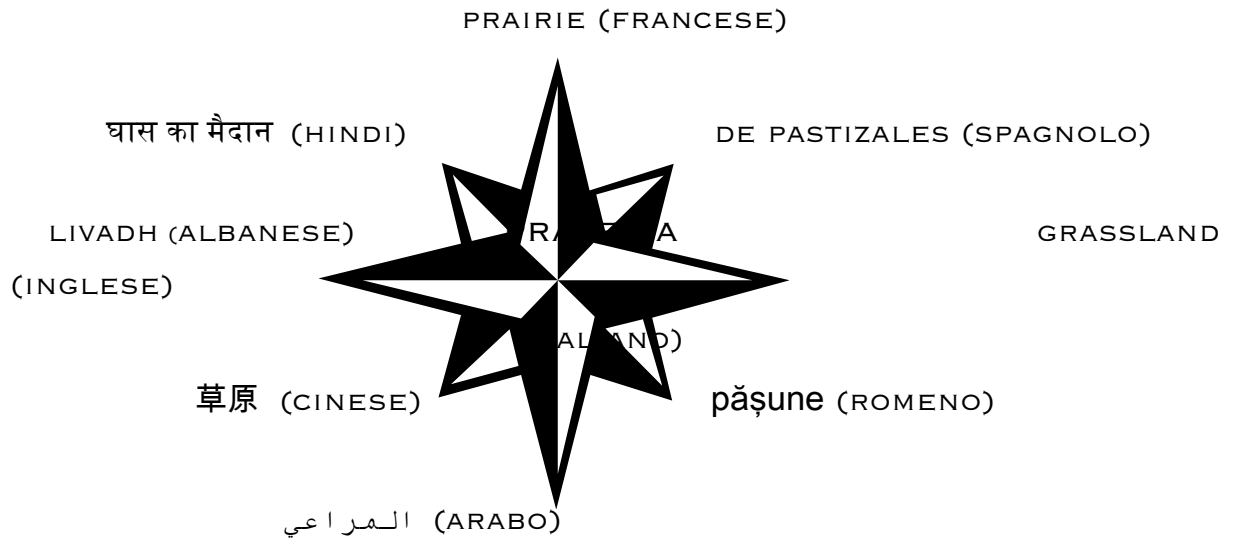 PRAIRIE (FRANCESE)
घास का मैदान (HINDI)
DE PASTIZALES (SPAGNOLO)
LIVADH (ALBANESE)
GRASSLAND
(INGLESE)
草原 (CINESE)
pășune (ROMENO)
المراعي (ARABO)